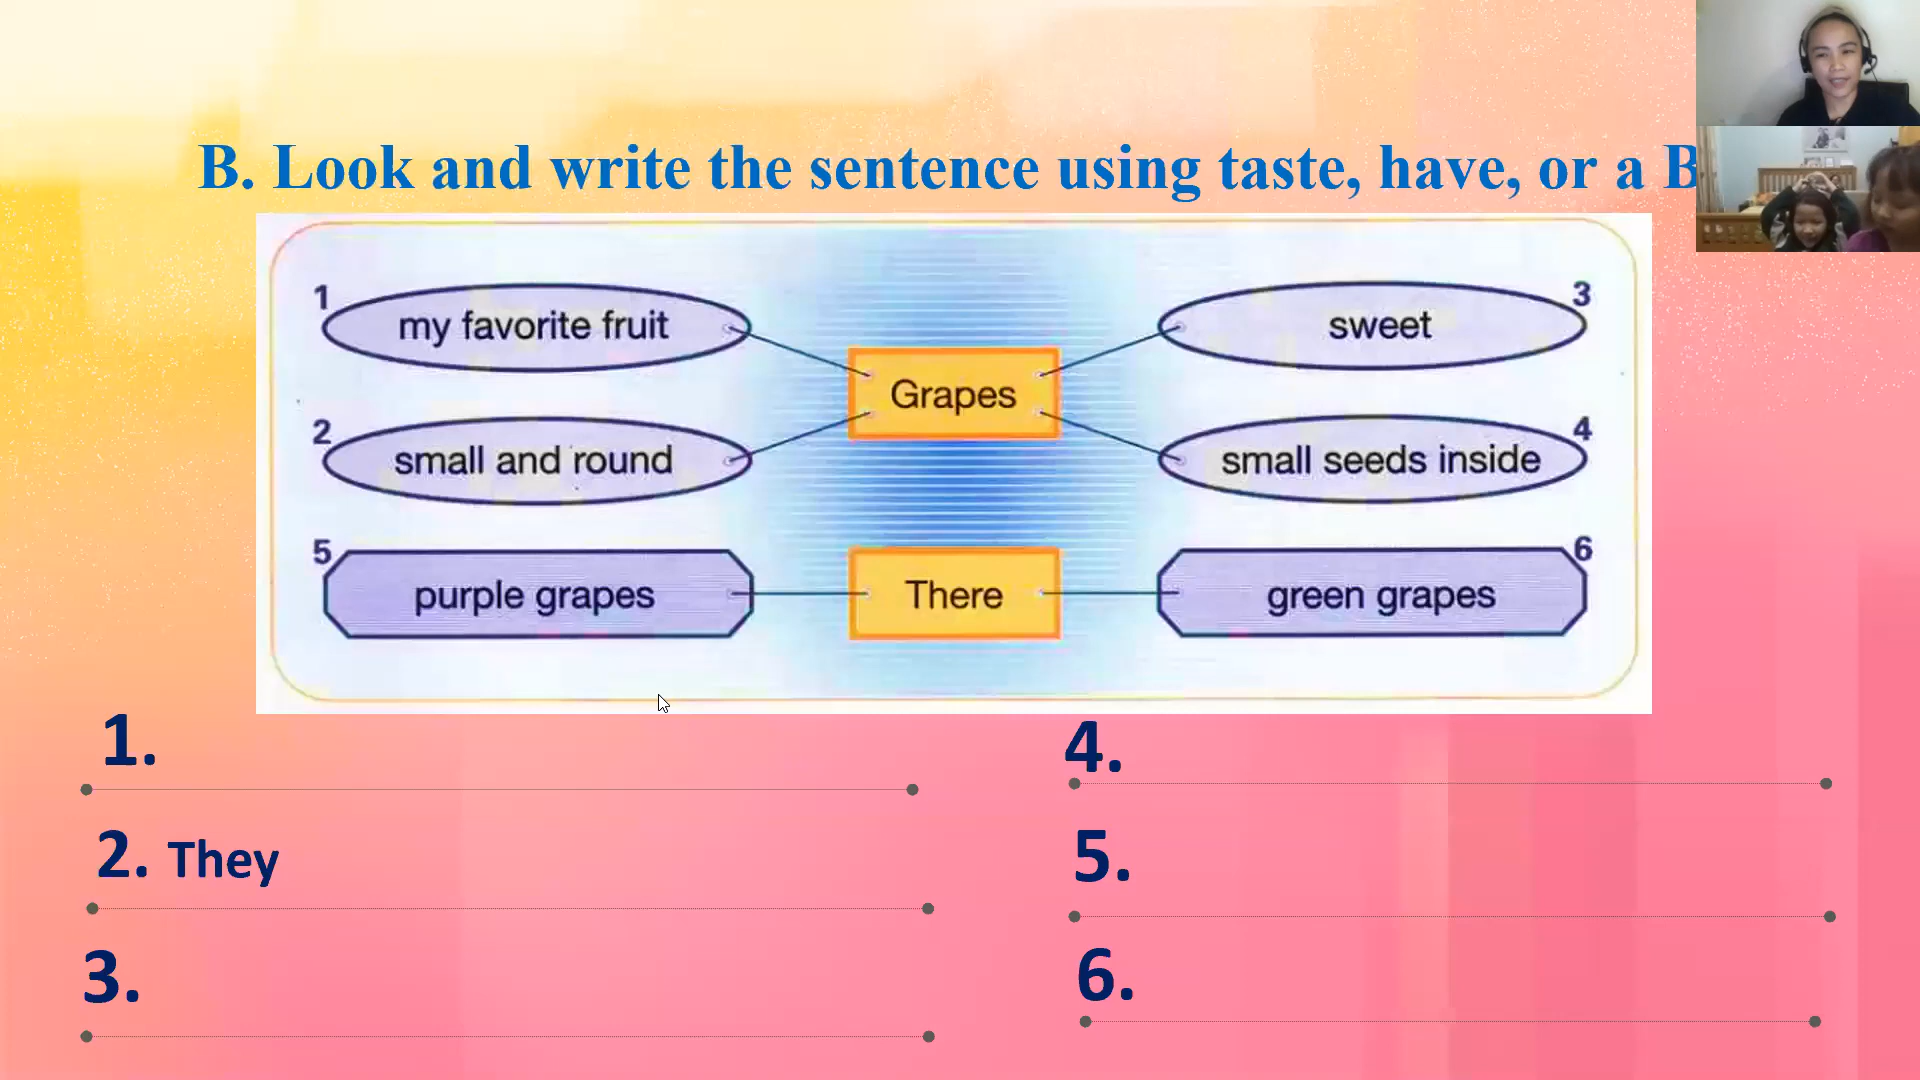 B. Look and write the sentence using taste, have, or a B
1
my favorite fruit
3
sweet
Grapes
2
small and round
4
small seeds inside
5
purple grapes
There
6
green grapes
1.
2. They
3.
4.
5.
6.